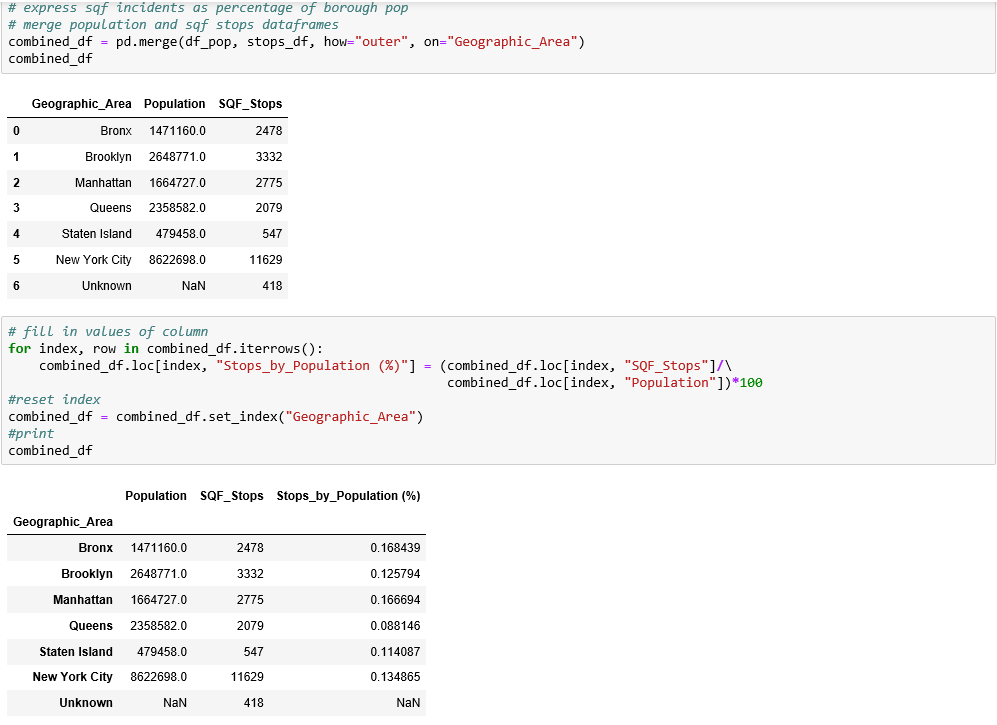 # express sqf incidents as percentage of borough pop
# merge population and sqf stops dataframes
combined_df = pd.merge(df_pop, stops_df, how="outer", on="Geographic_Area")
combined_df
Geographic_Area Population SQF_Stops
0 Bronx 1471160.0 2478
1 Brooklyn 2648771.0 3332
2 Manhattan 1664727.0 2775
3 Queens 2358582.0 2079
4 Staten Island 479458.0 547
5 New York City 8622698.0 11629
6 Unknown NaN 418
# fill in values of column
for index, row in combined_df.iterrows():
    combined_df.loc[index, "Stops_by_Population (%)"] = (combined_df.loc[index, "SQF_Stops"]/\
                                                         combined_df.loc[index, "Population"])*100
#reset index
combined_df = combined_df.set_index("Geographic_Area")
#print
combined_df
Population SQF_Stops Stops_by_Population (%)
Geographic_Area
Bronx 1471160.0 2478 0.168439
Brooklyn 2648771.0 3332 0.125794
Manhattan 1664727.0 2775 0.166694
Queens 2358582.0 2079 0.088146
Staten Island 479458.0 547 0.114087
New York City 8622698.0 11629 0.134865
Unknown NaN 418 NaN